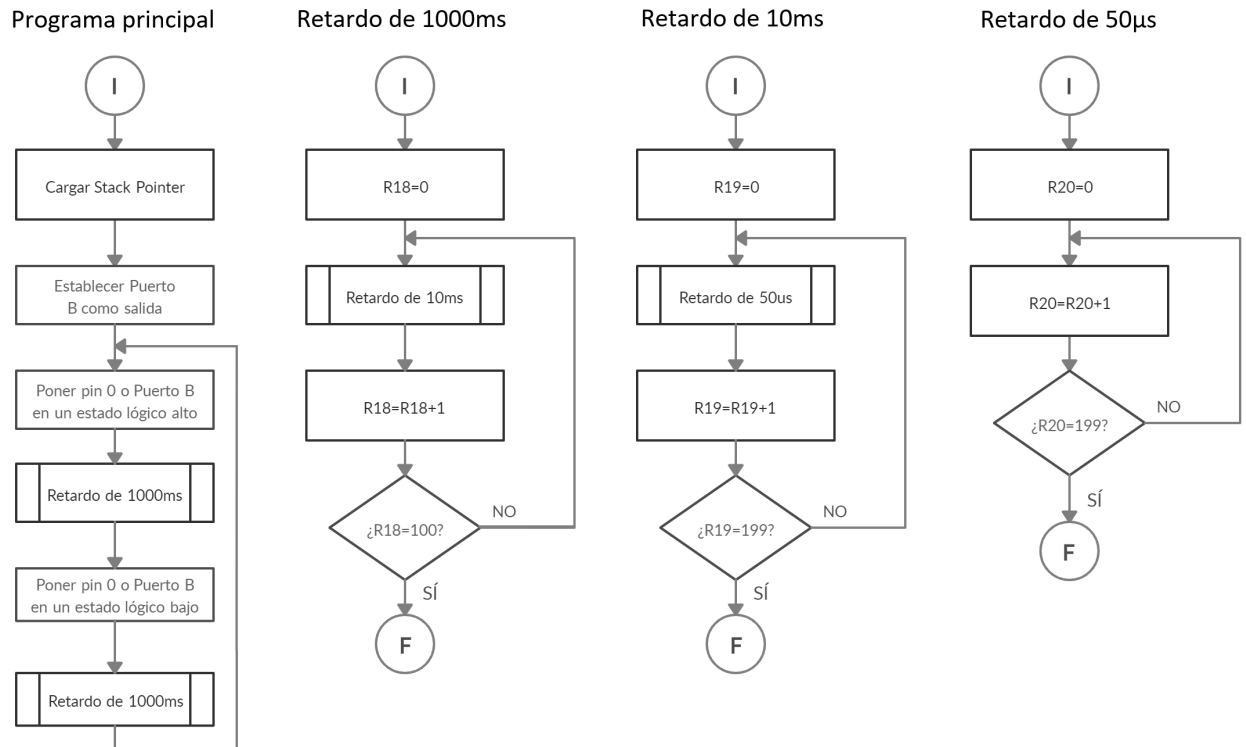 Programa principal
I
Cargar Stack Pointer
Establecer Puerto
B como salida
Poner pin 0 o Puerto B
en un estado lógico alto
Retardo de 1000ms
Poner pin 0 o Puerto B
en un estado lógico bajo
Retardo de 1000ms
Retardo de 1000ms
I
R18=0
Retardo de 10ms
R18=R18+1
¿R18=100?
NO
SÍ
F
Retardo de 10ms
I
R19=0
Retardo de 50us
R19=R19+1
¿R19=199?
NO
SÍ
F
Retardo de 50µs
I
R20=0
R20=R20+1
¿R20=199?
NO
SÍ
F